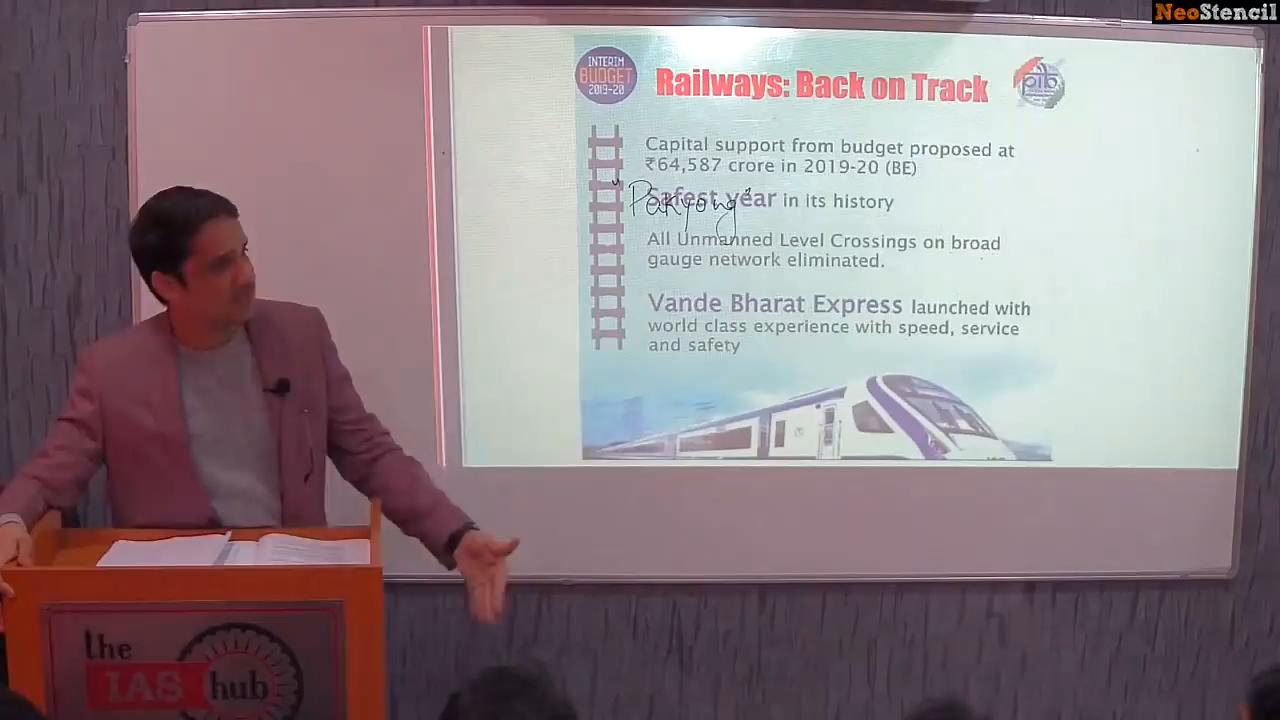 NeoStencil
INTERIM
BUDGET
2019-20
Railways: Back on Track
pib
Capital support from budget proposed at
₹64,587 crore in 2019-20 (BE)
"Pakyong"
Safest year in its history
All Unmanned Level Crossings on broad
gauge network eliminated.
Vande Bharat Express launched with
world class experience with speed, service
and safety
the
IAS hub